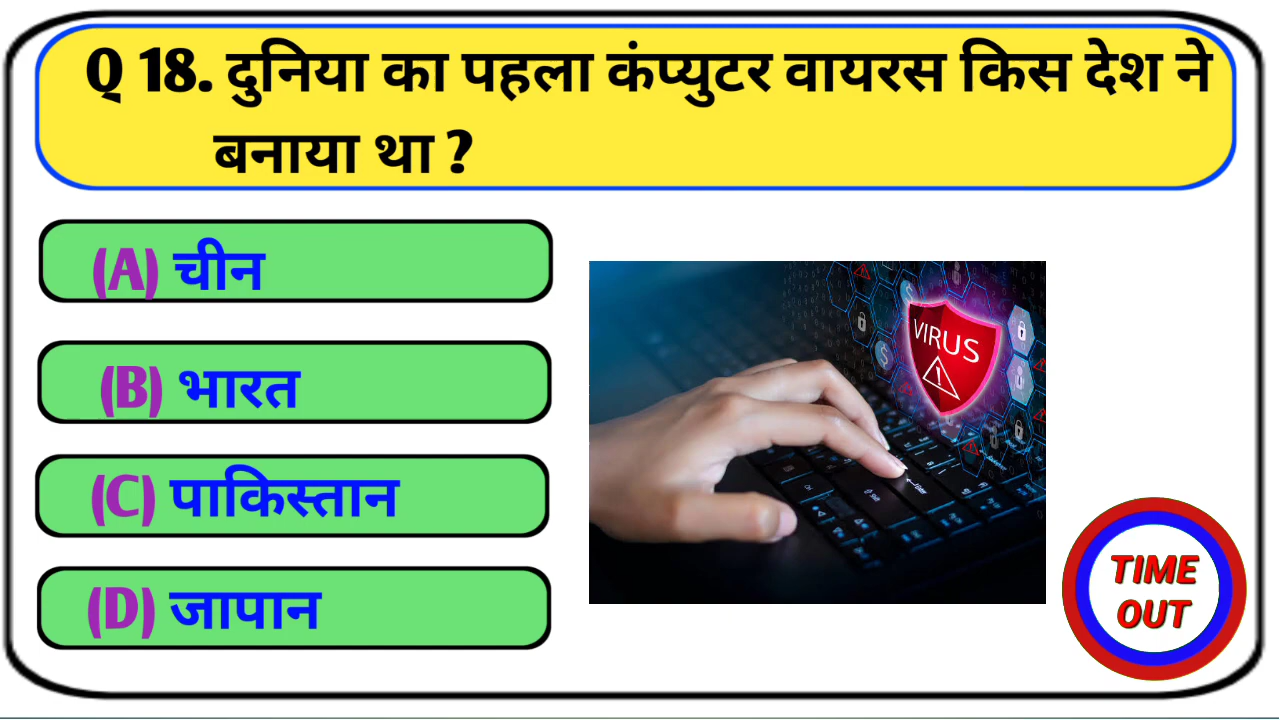 Q 18. दुनिया का पहला कंप्युटर वायरस किस देश ने
बनाया था ?
(A) चीन
(B) भारत
(C) पाकिस्तान
(D) जापान
VIRUS
TIME
OUT